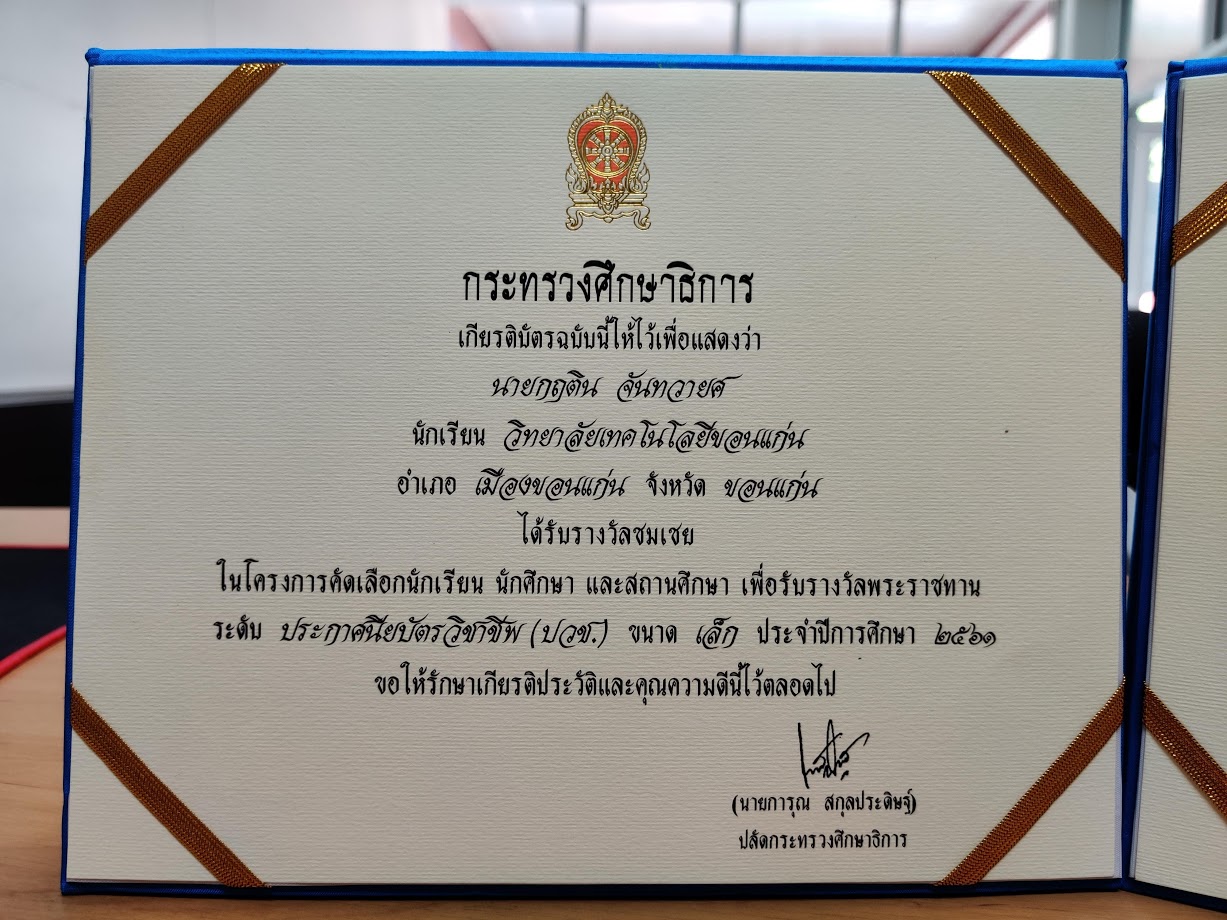 กระทรวงศึกษาธิการ
เกียรติบัตรฉบับนี้ให้ไว้เพื่อแสดงว่า
นายกฤติน จันทวายศ
นักเรียน วิทยาลัยเทคโนโลยีขอนแก่น
อำเภอ เมืองขอนแก่น จังหวัด ขอนแก่น
ได้รับรางวัลชมเชย
ในโครงการคัดเลือกนักเรียน นักศึกษา และสถานศึกษา เพื่อรับรางวัลพระราชทาน
ระดับ ประกาศนียบัตรวิชาชีพ (ปวช.) ขนาด เล็ก ประจำปีการศึกษา ๒๕๖๑
ขอให้รักษาเกียรติประวัติและคุณความดีนี้ไว้ตลอดไป
(นายการุณ สกุลประดิษฐ์)
ปลัดกระทรวงศึกษาธิการ